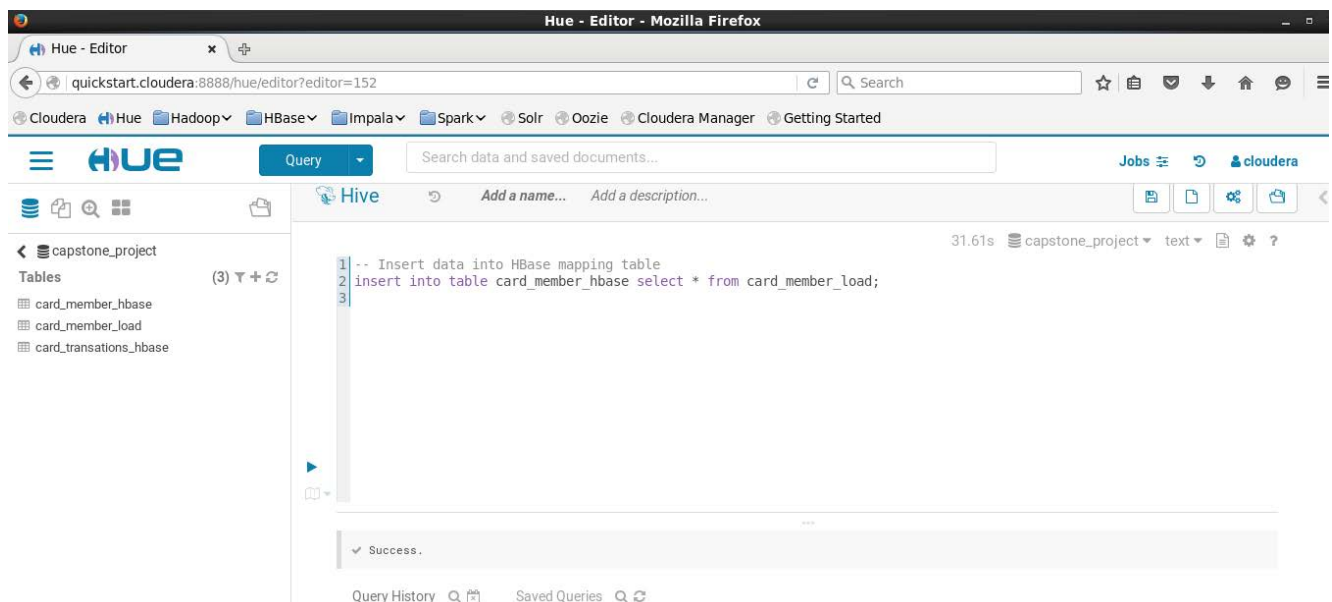 Hue - Editor - Mozilla Firefox
Hue - Editor
quickstart.cloudera:8888/hue/editor?editor=152
Search
Cloudera Hue Hadoop HBase Impala Spark Solr Oozie Cloudera Manager Getting Started
HUE
Query
Search data and saved documents...
Jobs
cloudera
Hive
Add a name... Add a description...
capstone_project
Tables (3)
card_member_hbase
card_member_load
card_transations_hbase
31.61s capstone_project text ?
1 -- Insert data into HBase mapping table
2 insert into table card_member_hbase select * from card_member_load;
3
Success.
Query History Saved Queries